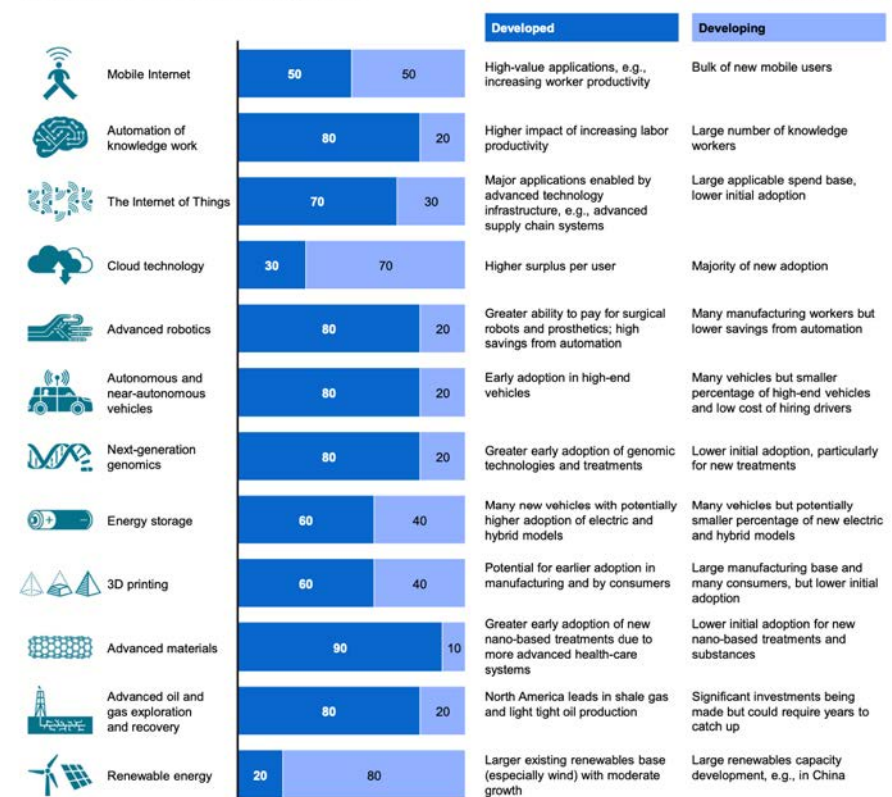 Developed
Developing
Mobile Internet
50
50
High-value applications, e.g.,
increasing worker productivity
Bulk of new mobile users
Automation of
knowledge work
80
20
Higher impact of increasing labor
productivity
Large number of knowledge
workers
The Internet of Things
70
30
Major applications enabled by
advanced technology
infrastructure, e.g., advanced
supply chain systems
Large applicable spend base,
lower initial adoption
Cloud technology
30
70
Higher surplus per user
Majority of new adoption
Advanced robotics
80
20
Greater ability to pay for surgical
robots and prosthetics; high
savings from automation
Many manufacturing workers but
lower savings from automation
Autonomous and
near-autonomous
vehicles
80
20
Early adoption in high-end
vehicles
Many vehicles but smaller
percentage of high-end vehicles
and low cost of hiring drivers
Next-generation
genomics
80
20
Greater early adoption of genomic
technologies and treatments
Lower initial adoption, particularly
for new treatments
Energy storage
60
40
Many new vehicles with potentially
higher adoption of electric and
hybrid models
Many vehicles but potentially
smaller percentage of new electric
and hybrid models
3D printing
60
40
Potential for earlier adoption in
manufacturing and by consumers
Large manufacturing base and
many consumers, but lower initial
adoption
Advanced materials
90
10
Greater early adoption of new
nano-based treatments due to
more advanced health-care
systems
Lower initial adoption for new
nano-based treatments and
substances
Advanced oil and
gas exploration
and recovery
80
20
North America leads in shale gas
and light tight oil production
Significant investments being
made but could require years to
catch up
Renewable energy
20
80
Larger existing renewables base
(especially wind) with moderate
growth
Large renewables capacity
development, e.g., in China